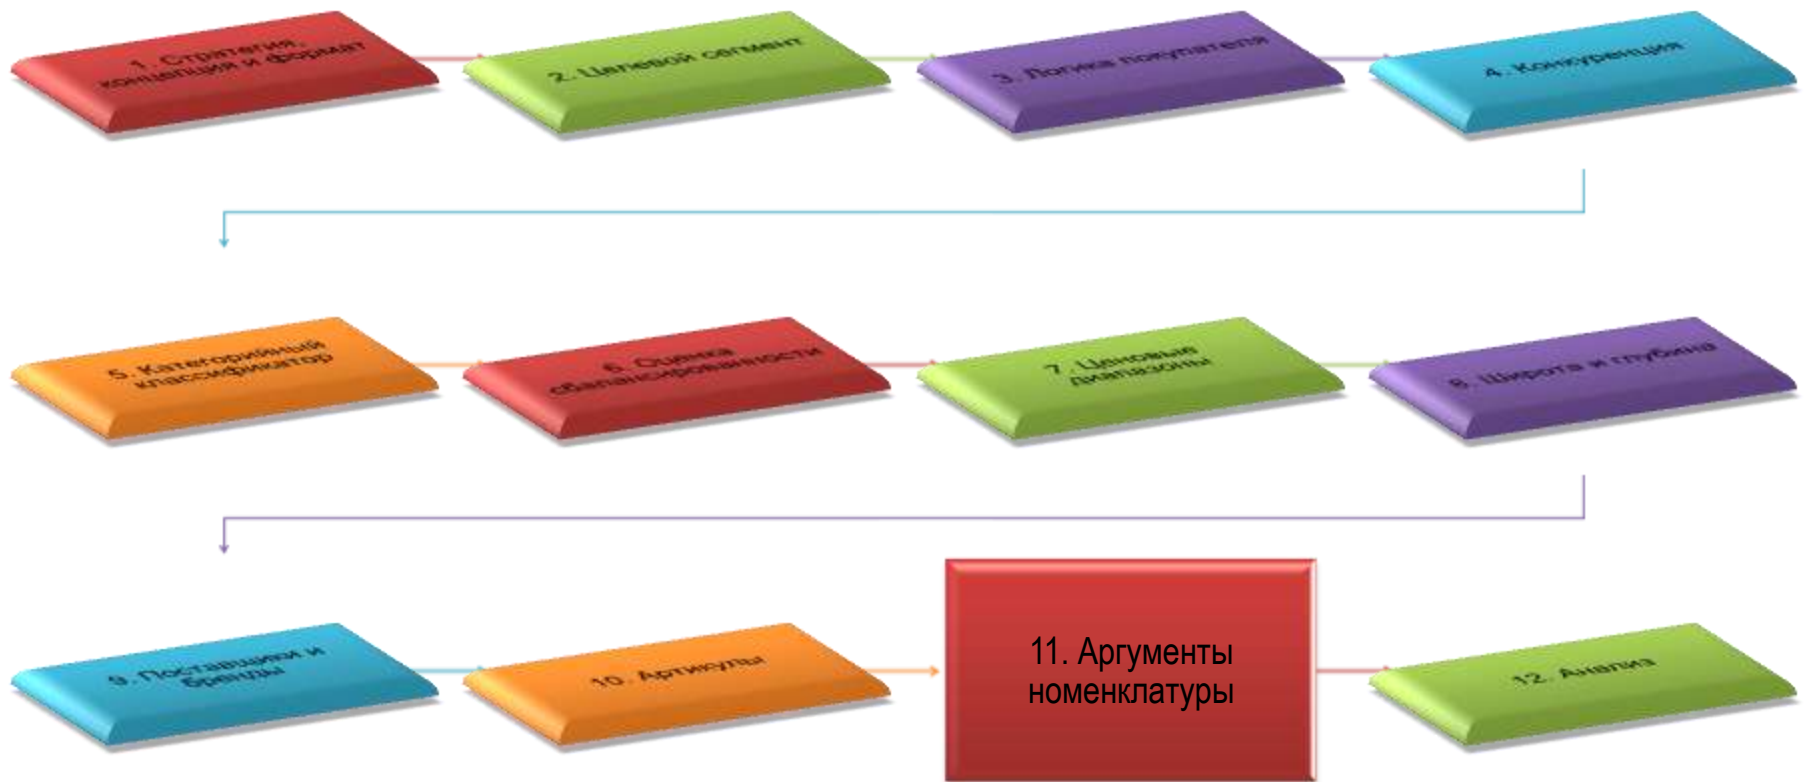 1. Стратегия,
концепция и формат
2. Целевой сегмент
3. Логика покупателя
4. Конкуренция
5. Категорийный
классификатор
6. Оценка
сбалансированности
7. Ценовые
диапазоны
8. Широта и глубина
9. Поставщики и
бренды
10. Артикулы
11. Аргументы
номенклатуры
12. Анализ